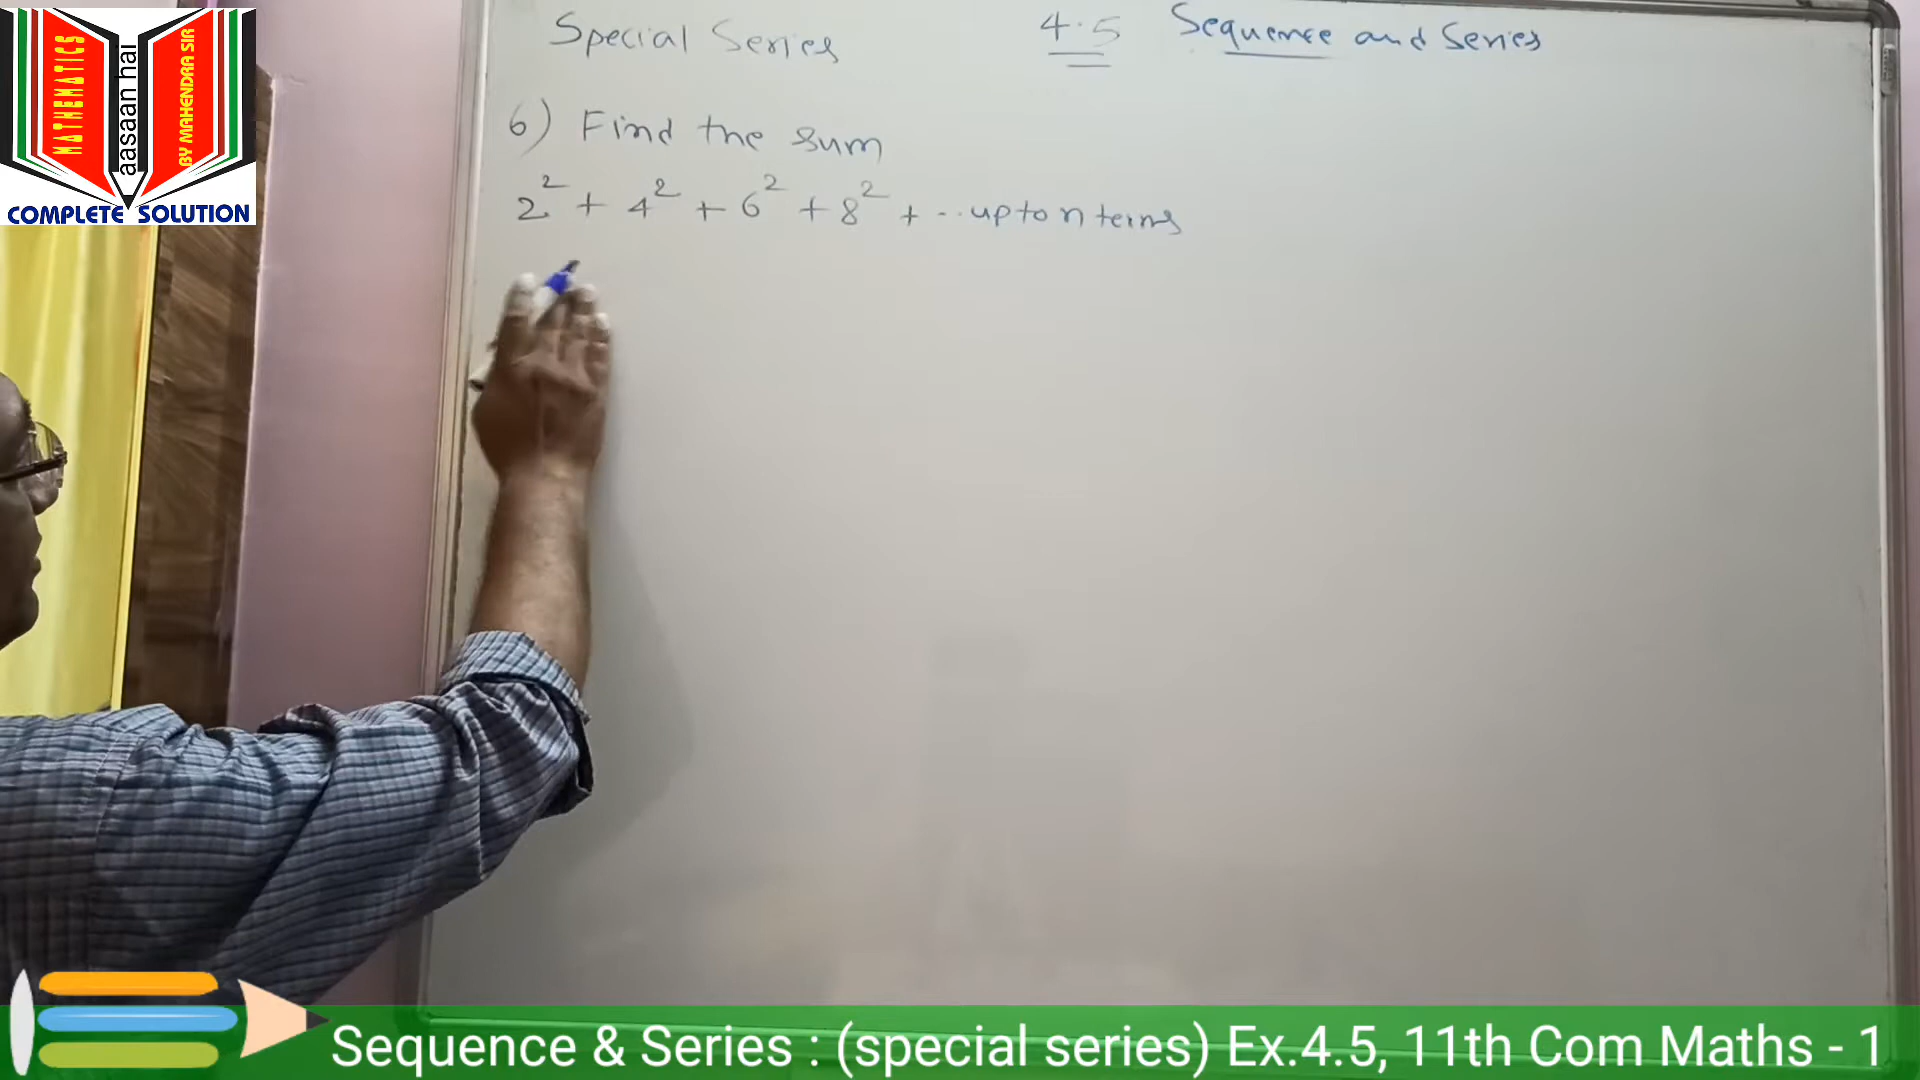 MATHEMATICS
aasaan hai
BY MAHENDRA SIR
COMPLETE SOLUTION
Special Series
4.5 Sequence and Series
6) Find the sum
2² + 4² + 6² + 8² + ... upto n terms
Sequence & Series : (special series) Ex.4.5, 11th Com Maths - 1